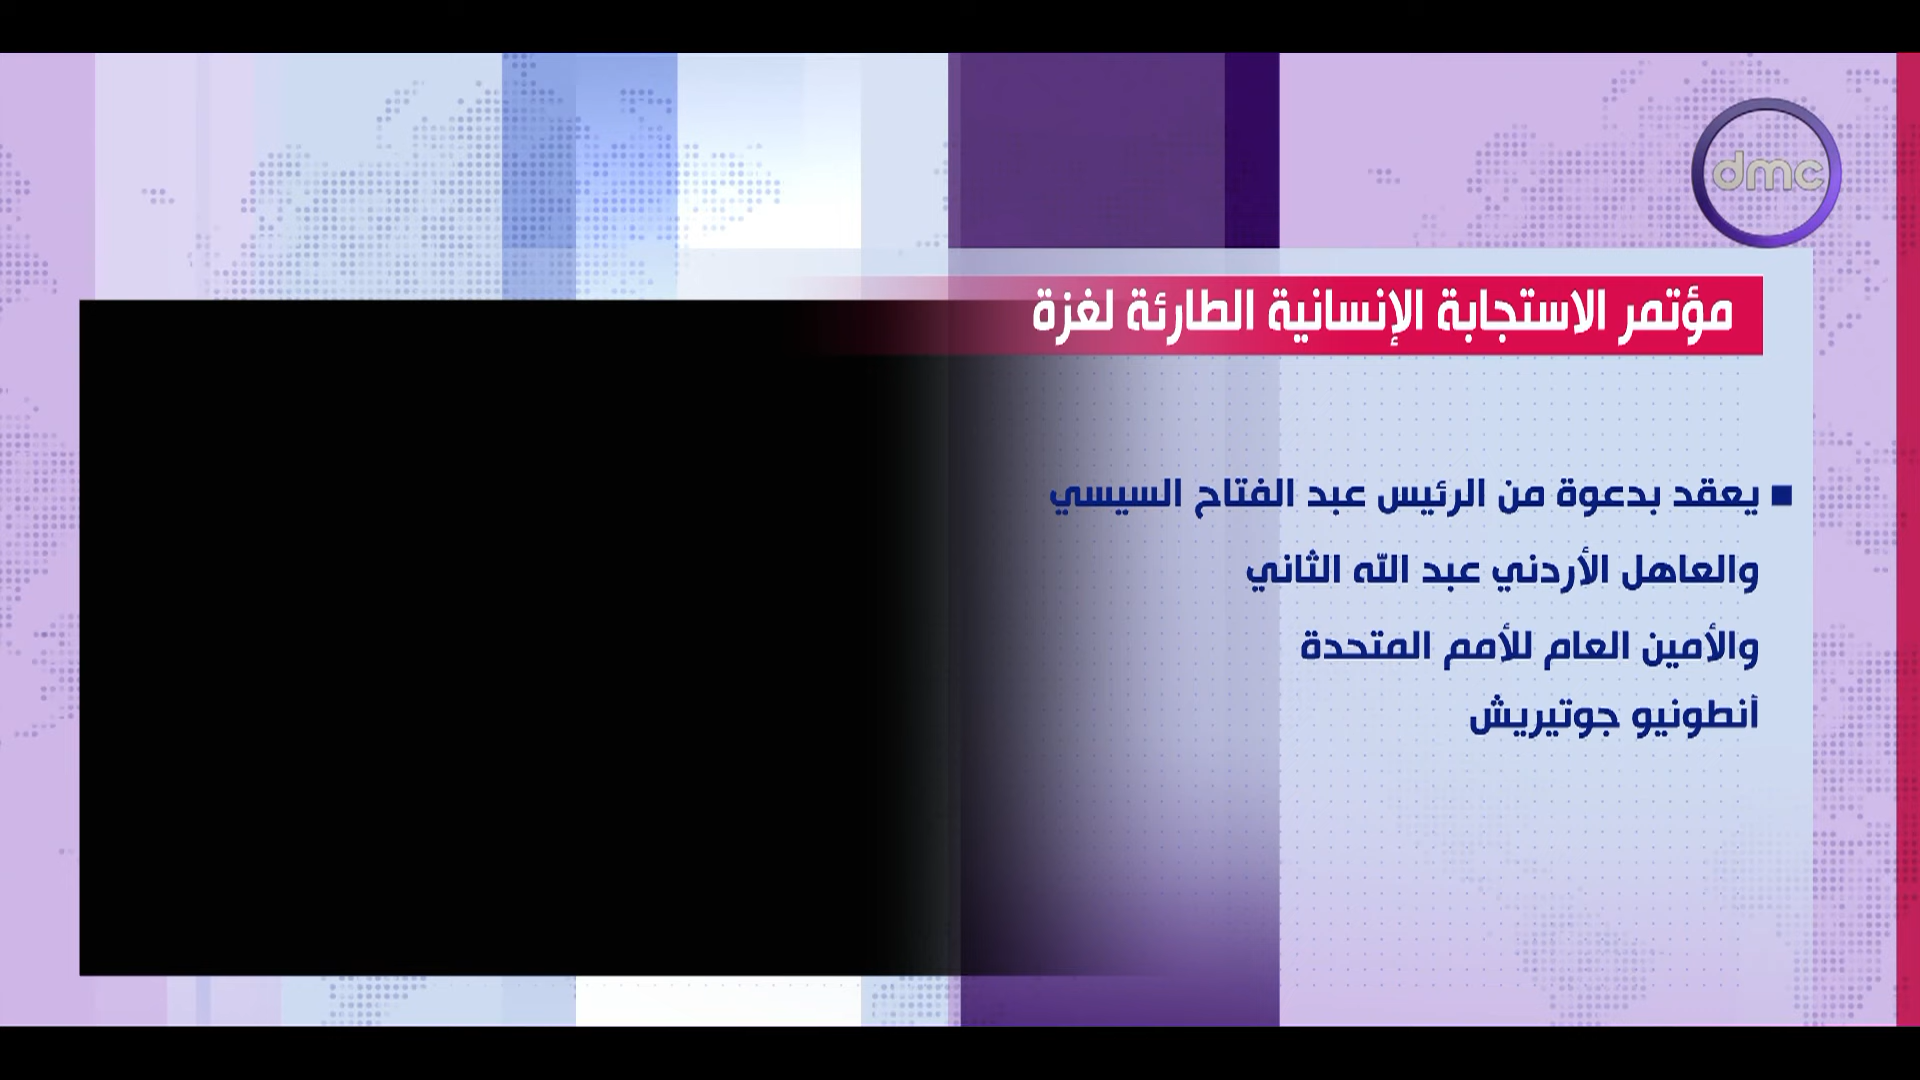 dmc
مؤتمر الاستجابة الإنسانية الطارئة لغزة
■ يعقد بدعوة من الرئيس عبد الفتاح السيسي
والعاهل الأردني عبد الله الثاني
والأمين العام للأمم المتحدة
أنطونيو جوتيريش